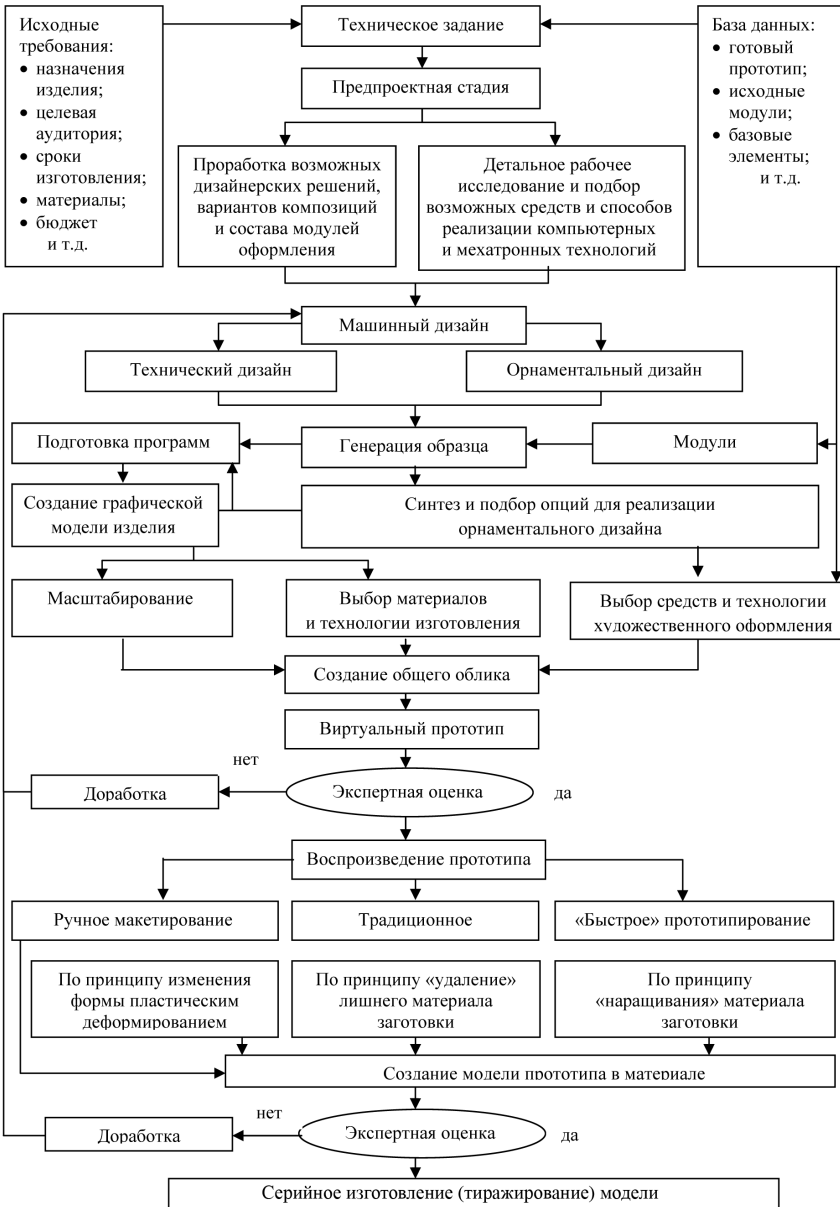 Исходные
требования:
• назначения
изделия;
• целевая
аудитория;
• сроки
изготовления;
• материалы;
• бюджет
и т.д.
Техническое задание
База данных:
• готовый
прототип;
• исходные
модули;
• базовые
элементы;
и т.д.
Предпроектная стадия
Проработка возможных
дизайнерских решений,
вариантов композиций
и состава модулей
оформления
Детальное рабочее
исследование и подбор
возможных средств и способов
реализации компьютерных
и мехатронных технологий
Машинный дизайн
Технический дизайн
Орнаментальный дизайн
Подготовка программ
Генерация образца
Модули
Создание графической
модели изделия
Синтез и подбор опций для реализации
орнаментального дизайна
Масштабирование
Выбор материалов
и технологии изготовления
Выбор средств и технологии
художественного оформления
Создание общего облика
Виртуальный прототип
нет
Доработка
Экспертная оценка
да
Воспроизведение прототипа
Ручное макетирование
Традиционное
«Быстрое» прототипирование
По принципу изменения
формы пластическим
деформированием
По принципу «удаление»
лишнего материала
заготовки
По принципу
«наращивания» материала
заготовки
Создание модели прототипа в материале
нет
Доработка
Экспертная оценка
да
Серийное изготовление (тиражирование) модели